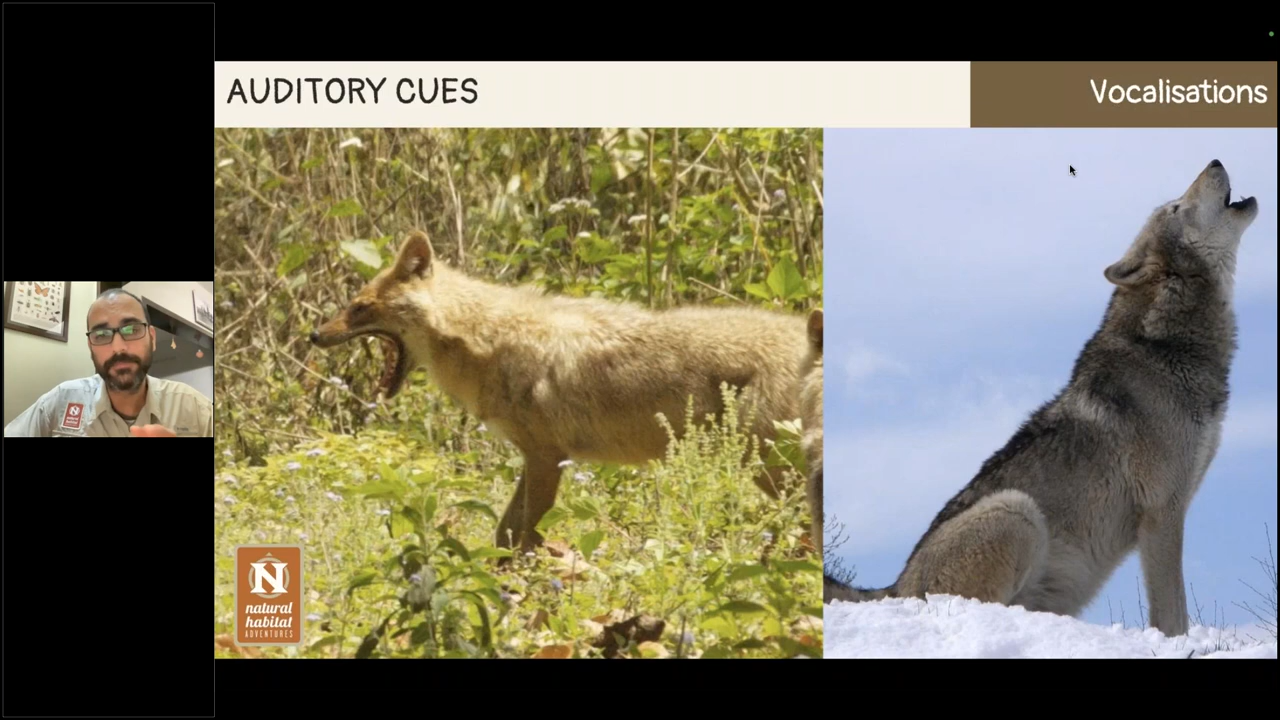 AUDITORY CUES
Vocalisations
N
natural
habitat
ADVENTURES